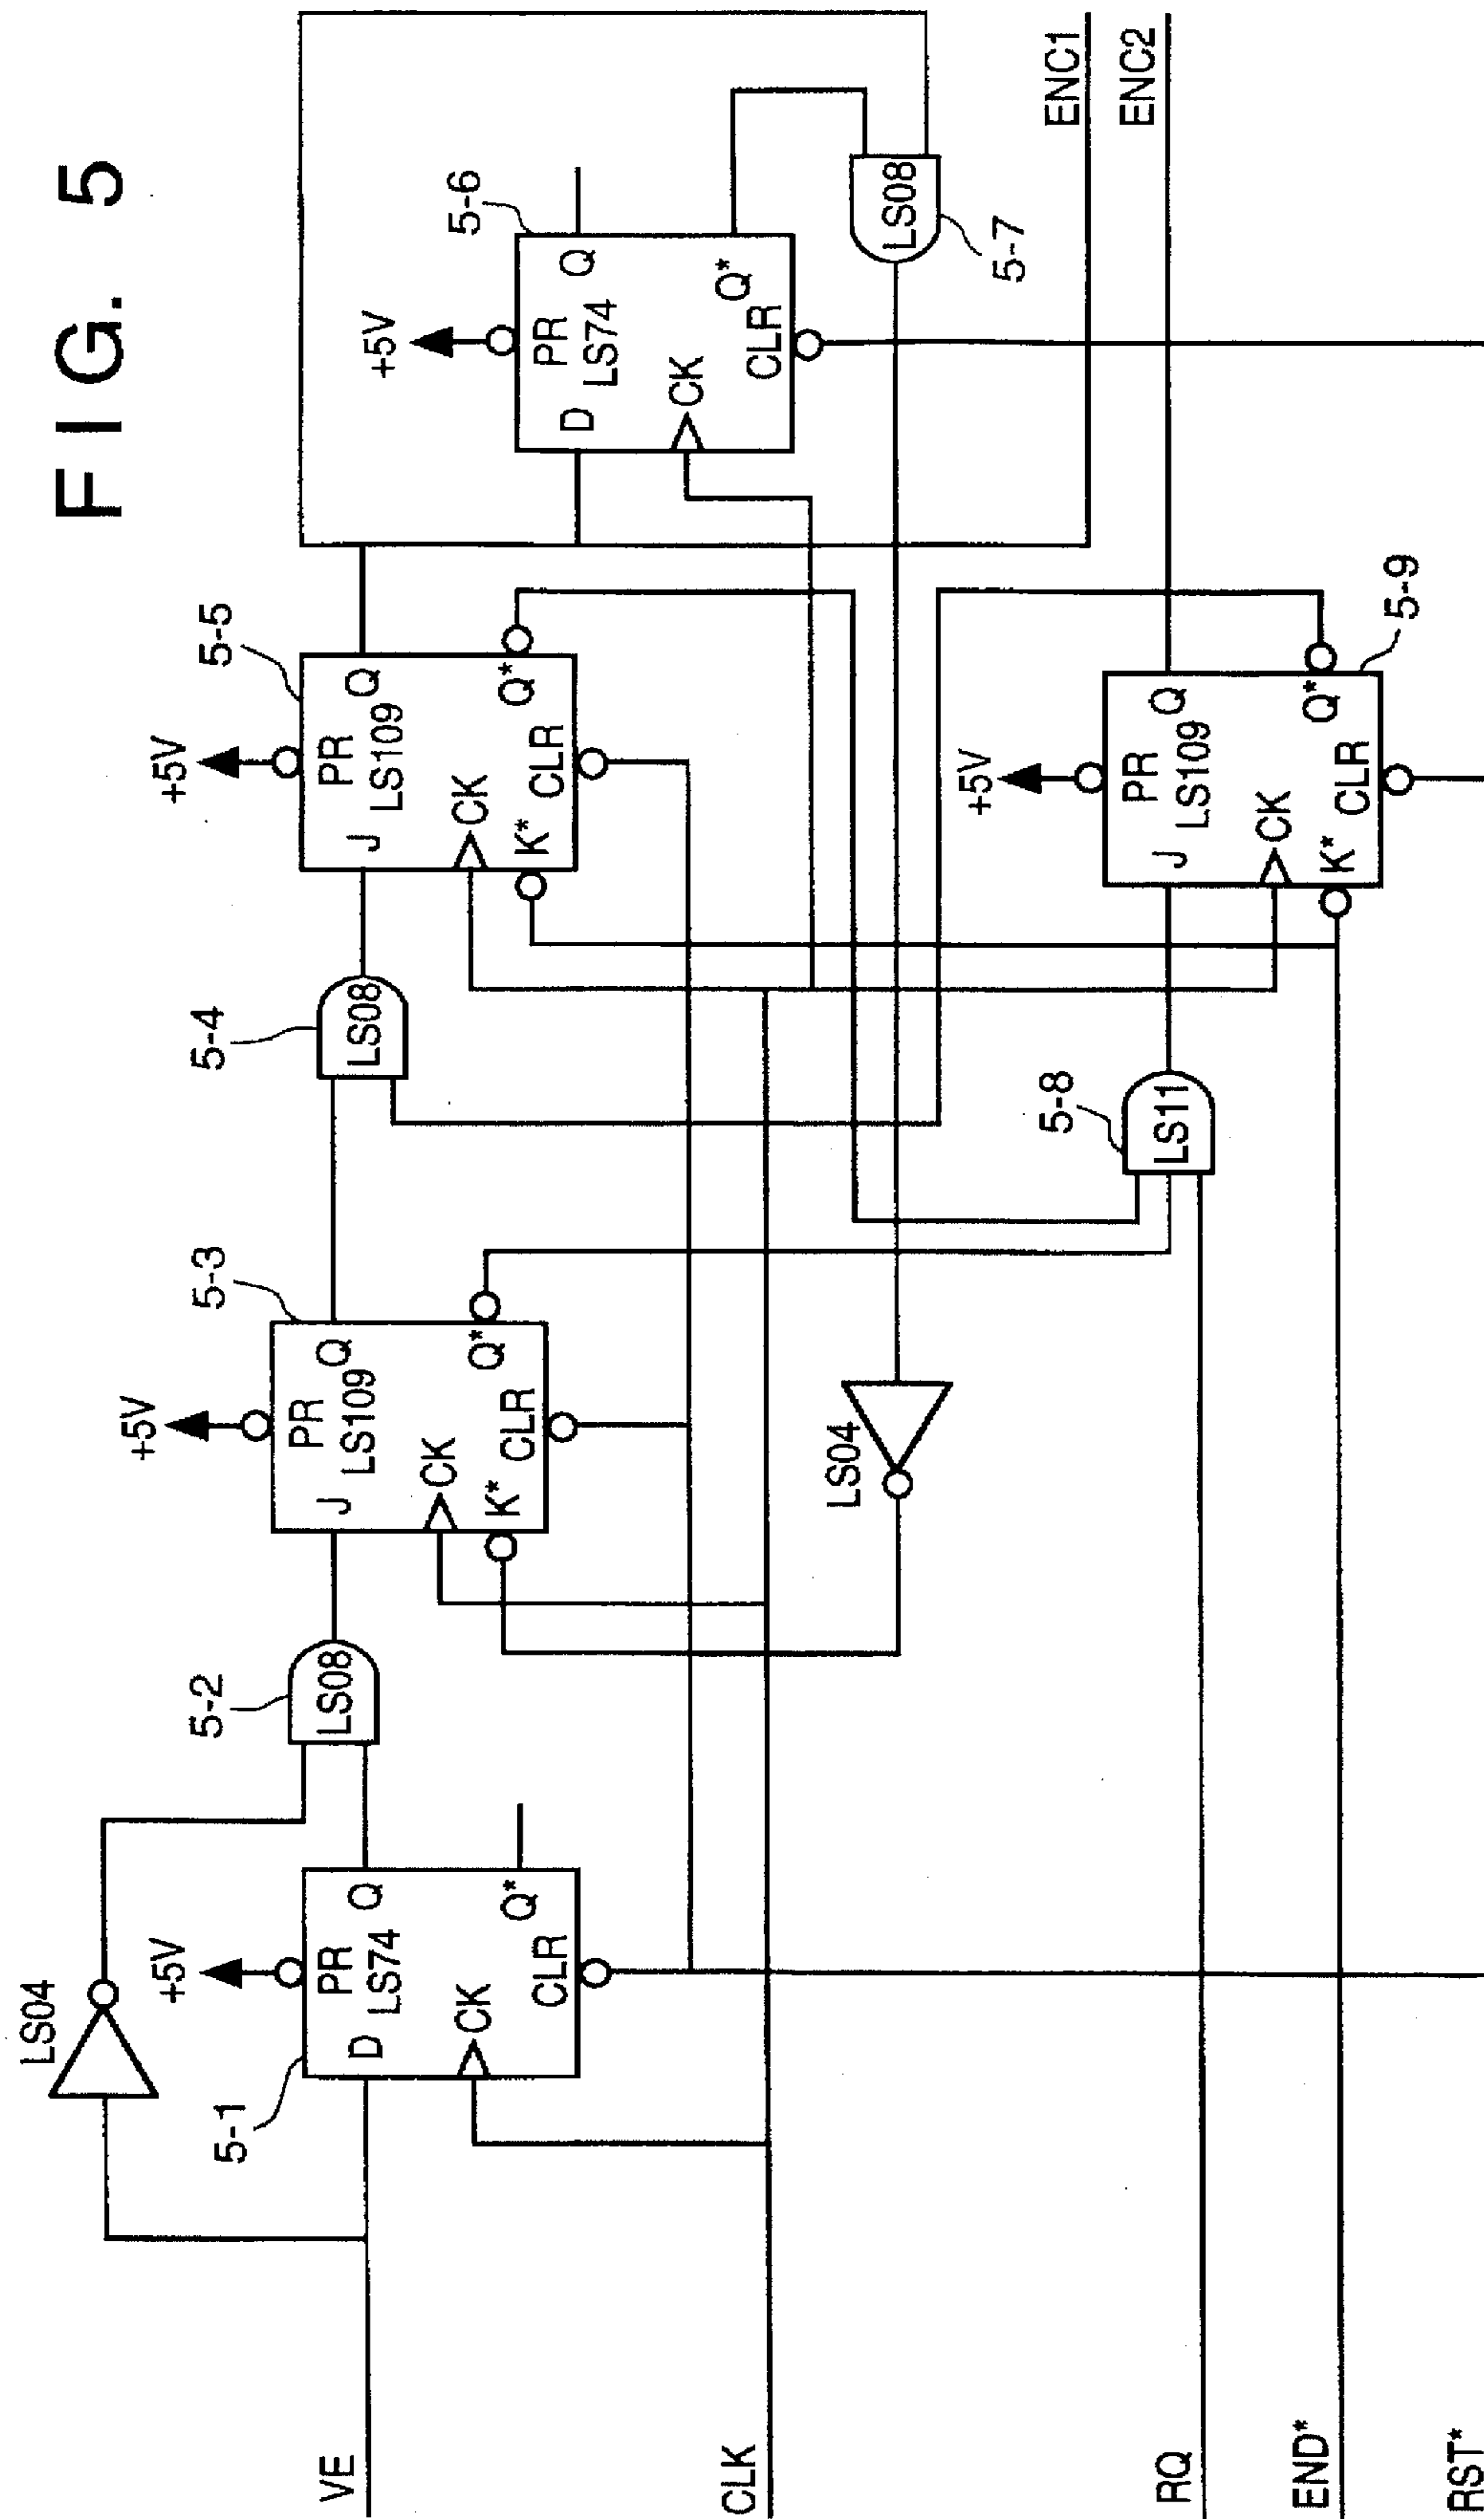 FIG. 5
LS04
+5V
5-1
D
PR
Q
LS74
CK
Q*
CLR
5-2
LS08
+5V
5-3
J
PR
Q
LS109
CK
Q*
K*
CLR
5-4
LS08
+5V
5-5
J
PR
Q
LS109
CK
Q*
K*
CLR
+5V
5-6
D
PR
Q
LS74
CK
Q*
CLR
LS08
5-7
LS04
5-8
LS11
+5V
J
PR
Q
LS109
CK
Q*
K*
CLR
5-9
VE
CLK
RQ
END*
RST*
ENC1
ENC2